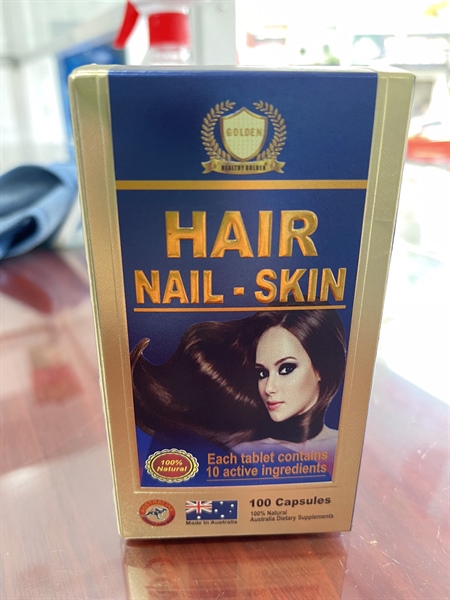 GOLDEN
HEALTHY GOLDEN
HAIR
NAIL - SKIN
100%
Natural
Each tablet contains
10 active ingredients
Made In Australia
100 Capsules
100% Natural
Australia Dietary Supplements